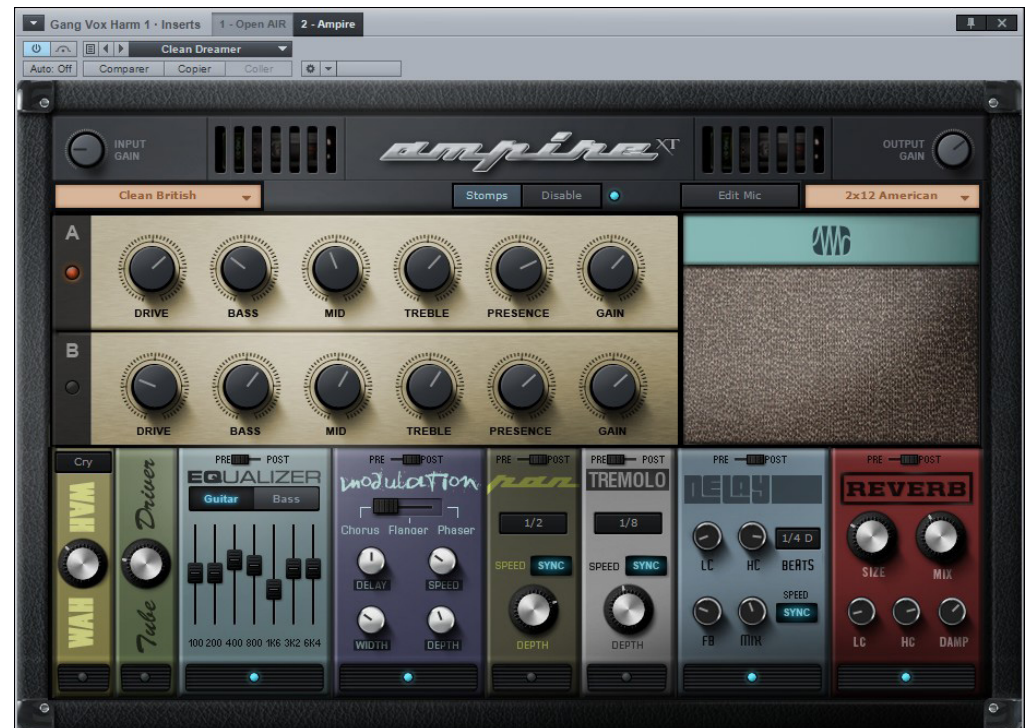 Gang Vox Harm 1 · Inserts 1 - Open AIR 2 - Ampire
Clean Dreamer
Auto: Off Comparer Copier Coller
INPUT GAIN
ampire XT
OUTPUT GAIN
Clean British Stomps Disable Edit Mic 2x12 American
A
DRIVE BASS MID TREBLE PRESENCE GAIN
B
DRIVE BASS MID TREBLE PRESENCE GAIN
Cry
WAH
WAH
Tube Driver
PRE POST
EQUALIZER
Guitar Bass
100 200 400 800 1K6 3K2 6K4
PRE POST
modulation
Chorus Flanger Phaser
DELAY SPEED
WIDTH DEPTH
PRE POST
pan
1/2
SPEED SYNC
DEPTH
PRE POST
TREMOLO
1/8
SPEED SYNC
DEPTH
PRE POST
DELAY
1/4 D
LC HC BEATS
SPEED
SYNC
FB MIX
PRE POST
REVERB
SIZE MIX
LC HC DAMP